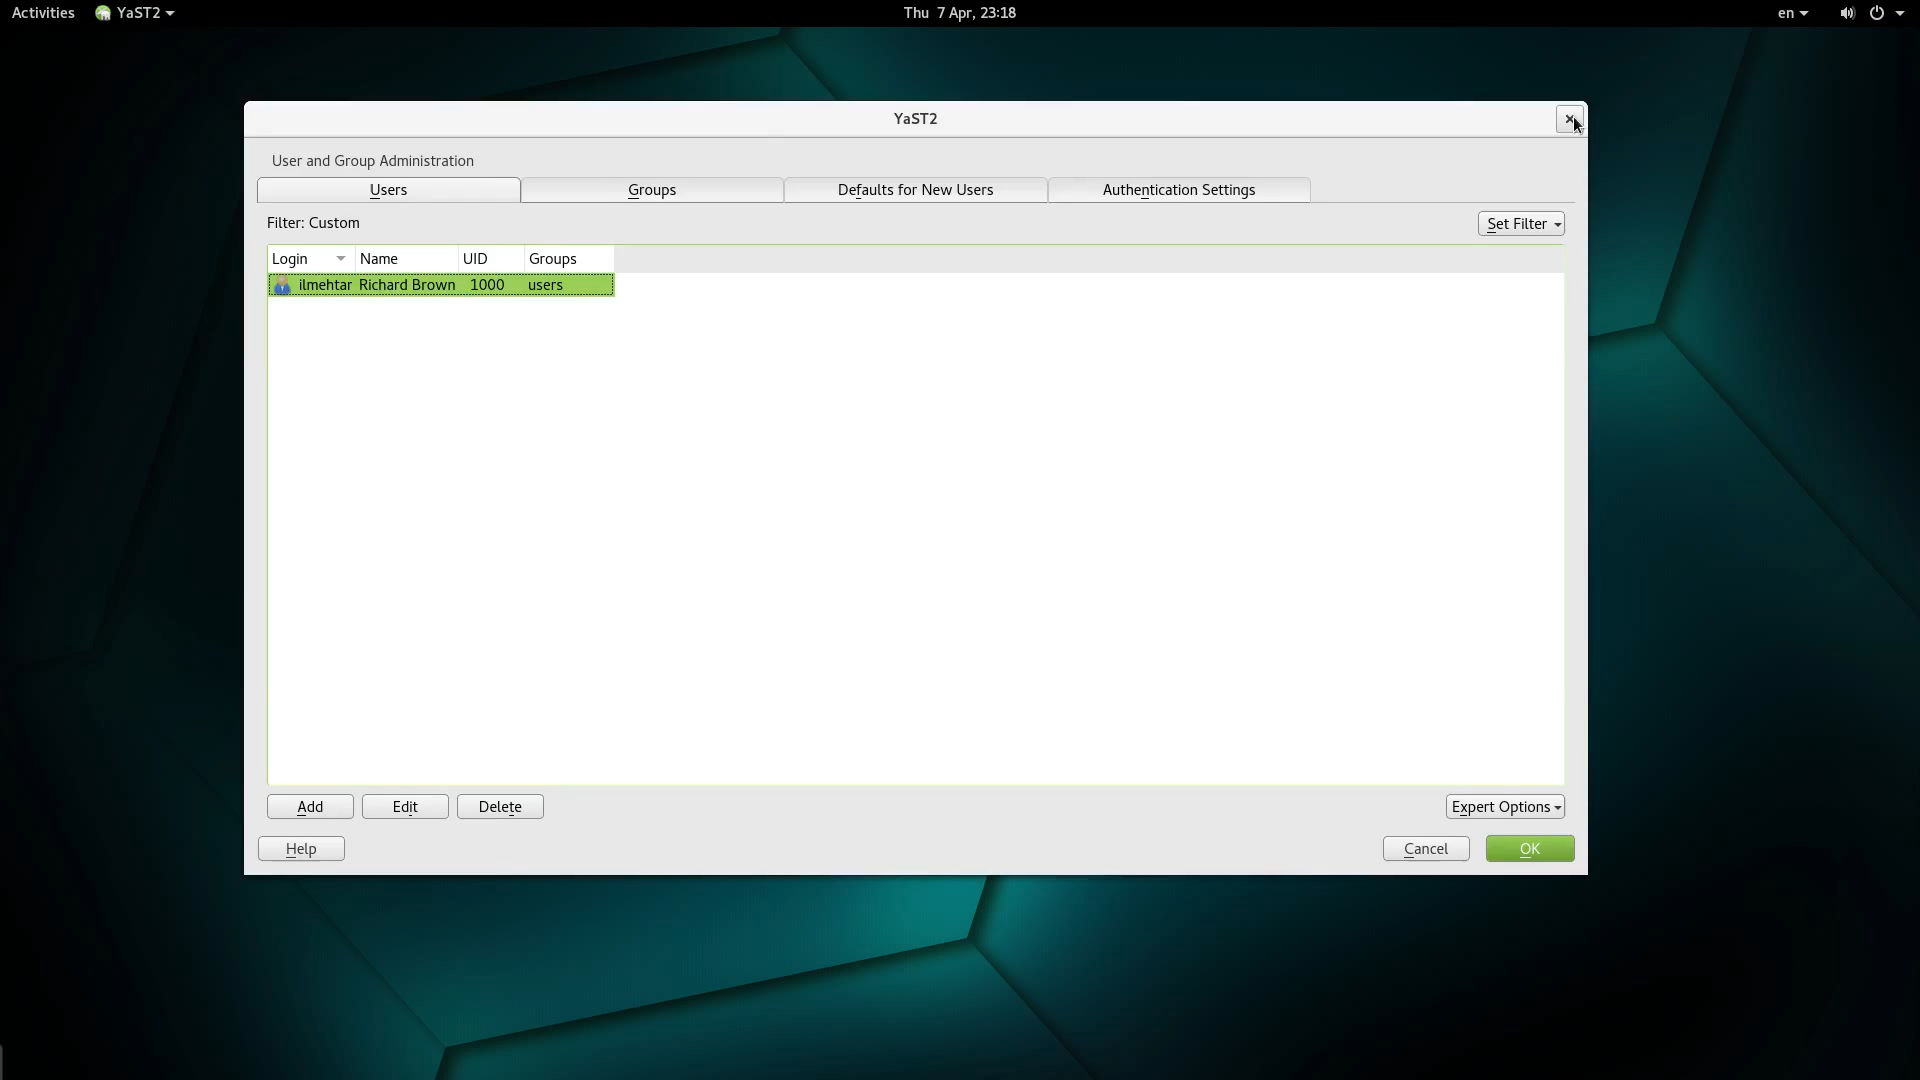 Activities YaST2 Thu 7 Apr, 23:18 en
YaST2
User and Group Administration
Users Groups Defaults for New Users Authentication Settings
Filter: Custom Set Filter
Login Name UID Groups
ilmehtar Richard Brown 1000 users
Add Edit Delete Expert Options
Help Cancel OK